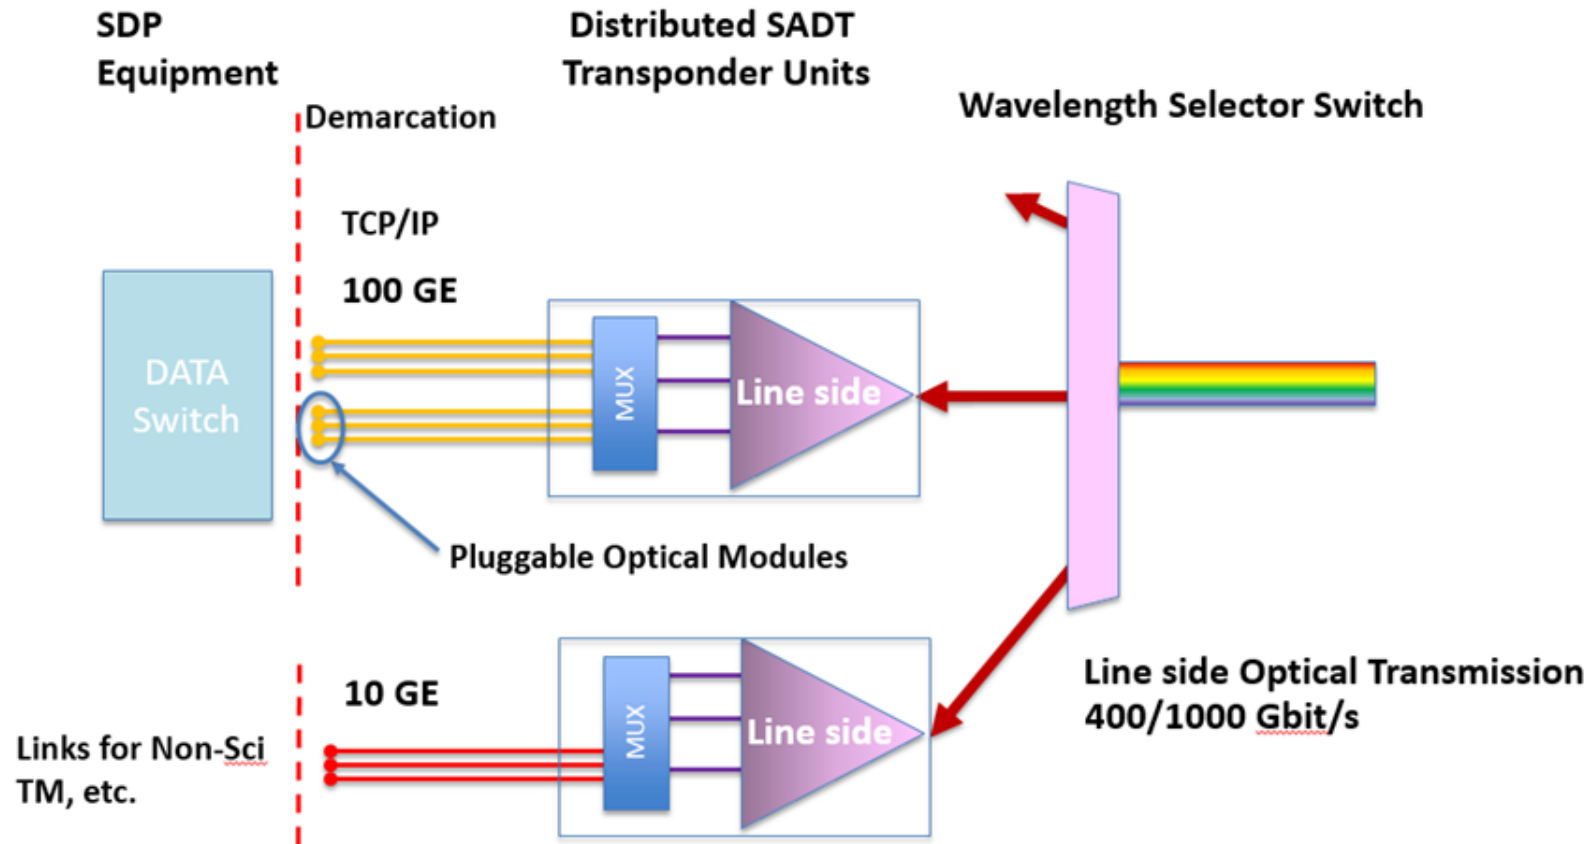 SDP
Equipment
Distributed SADT
Transponder Units
Demarcation
Wavelength Selector Switch
TCP/IP
100 GE
DATA
Switch
MUX
Line side
Pluggable Optical Modules
10 GE
MUX
Line side
Line side Optical Transmission
400/1000 Gbit/s
Links for Non-Sci
TM, etc.